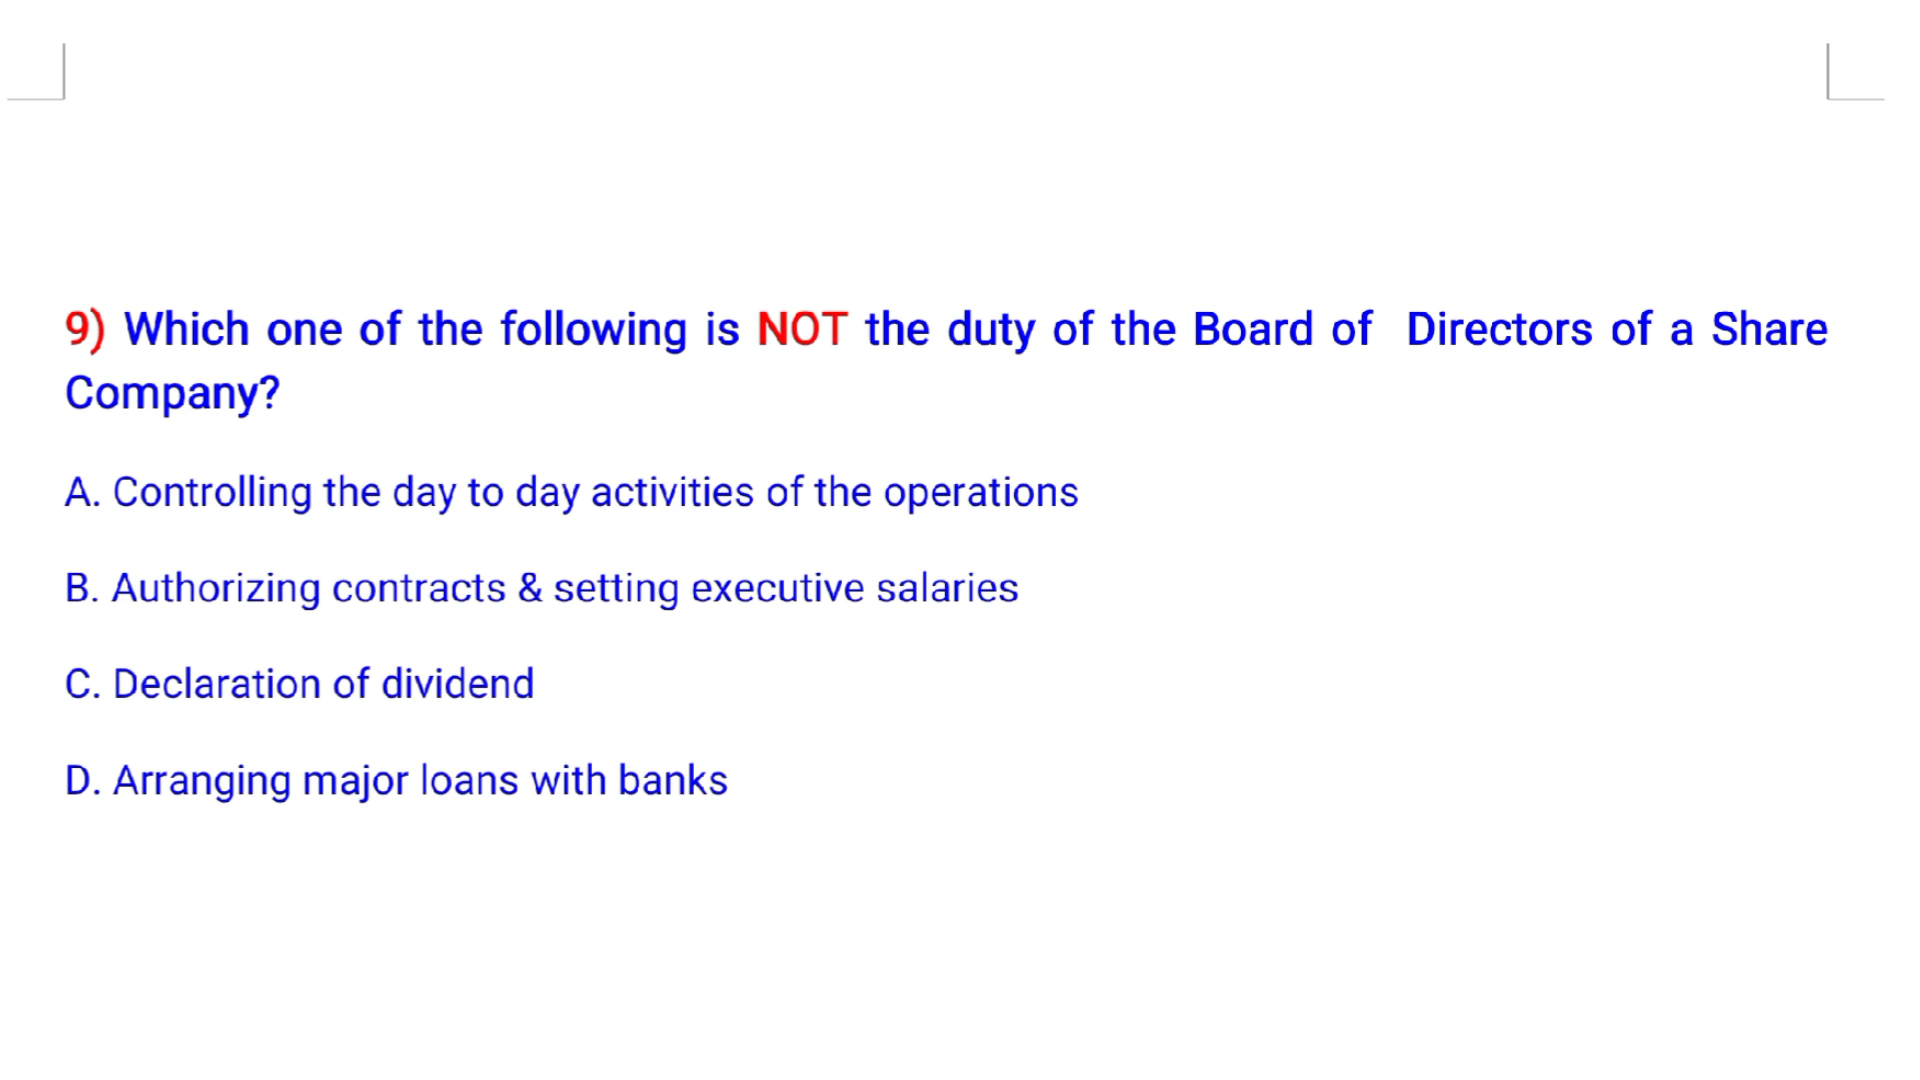 9) Which one of the following is NOT the duty of the Board of Directors of a Share
Company?
A. Controlling the day to day activities of the operations
B. Authorizing contracts & setting executive salaries
C. Declaration of dividend
D. Arranging major loans with banks